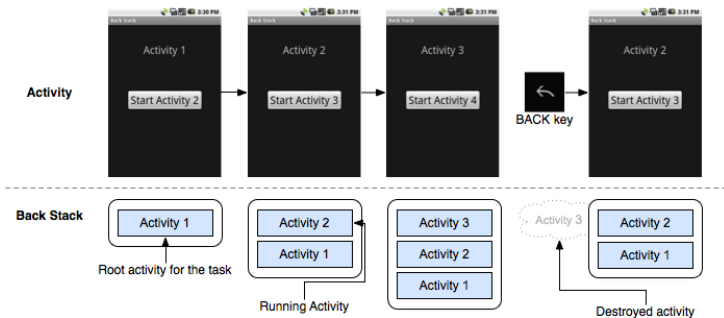 3:30 PM
Back Stack
Activity 1
Start Activity 2
3:31 PM
Back Stack
Activity 2
Start Activity 3
3:31 PM
Back Stack
Activity 3
Start Activity 4
BACK key
3:31 PM
Back Stack
Activity 2
Start Activity 3
Activity
Back Stack
Activity 1
Root activity for the task
Activity 2
Activity 1
Running Activity
Activity 3
Activity 2
Activity 1
Activity 3
Activity 2
Activity 1
Destroyed activity